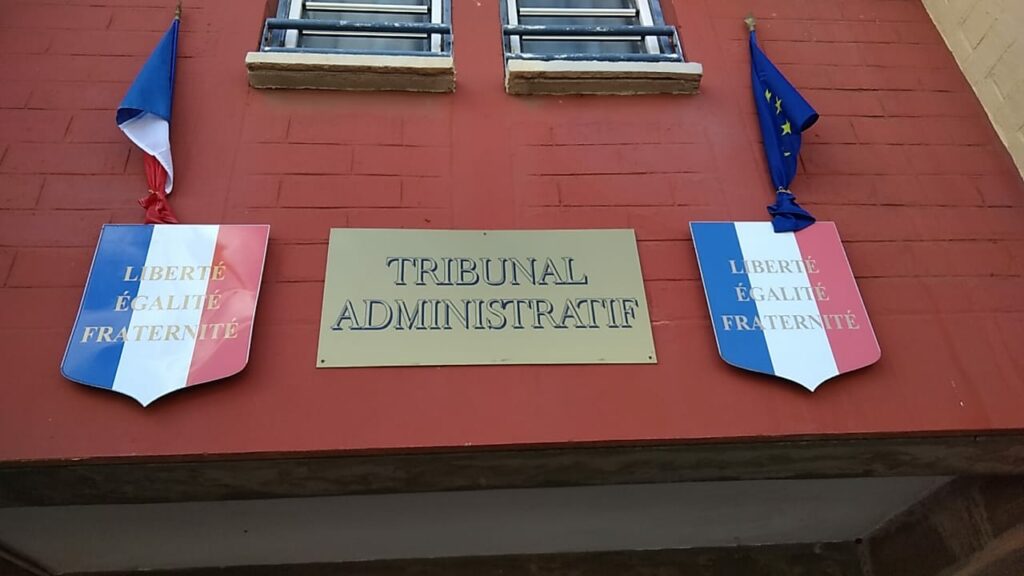 LIBERTÉ
ÉGALITÉ
FRATERNITÉ
TRIBUNAL
ADMINISTRATIF
LIBERTÉ
ÉGALITÉ
FRATERNITÉ